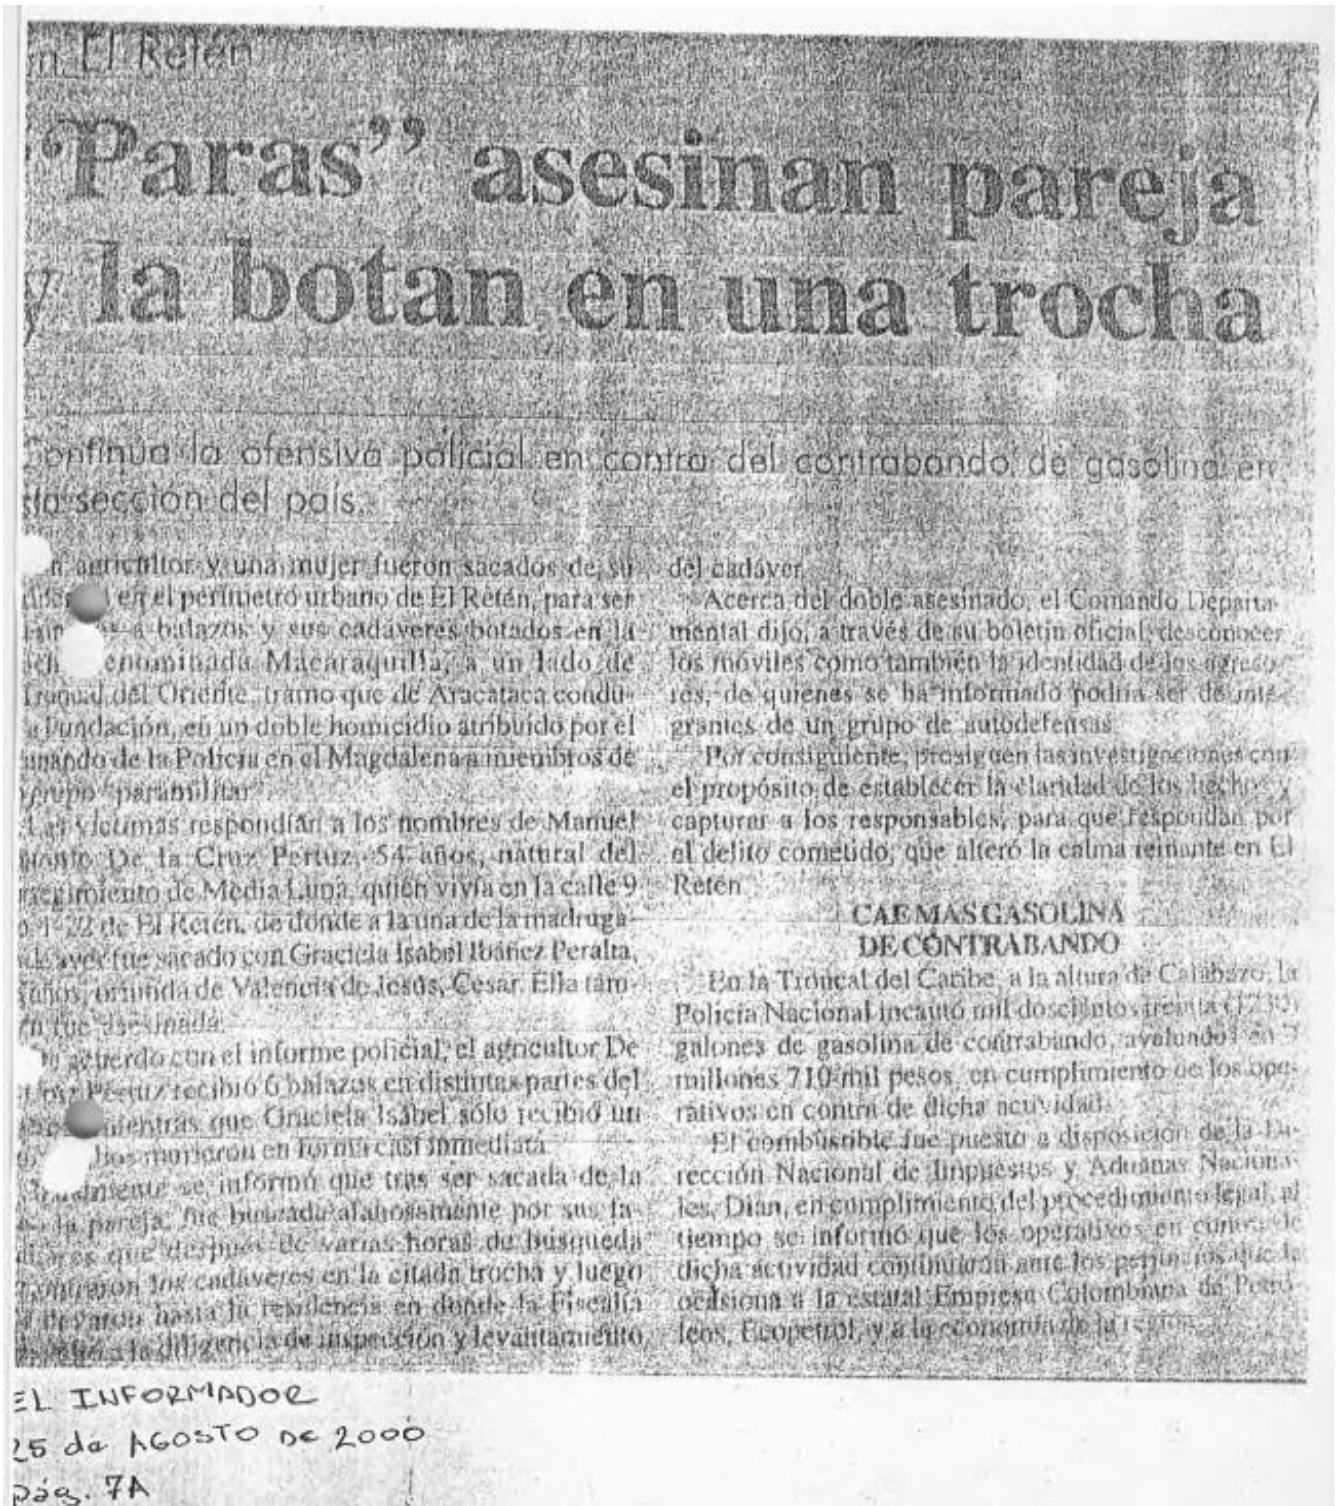 En El Retén
“Paras” asesinan pareja
y la botan en una trocha
Continúa la ofensiva policial en contra del contrabando de gasolina en
sección del país.
agricultor y una mujer fueron sacados de su
en el perímetro urbano de El Retén, para ser
a balazos y sus cadáveres botados en la
enominada Macaraquilla, a un lado de
Troncal del Oriente, tramo que de Aracataca condu-
a Fundación, en un doble homicidio atribuido por el
mando de la Policía en el Magdalena a miembros de
grupo “paramilitar”.
Las víctimas respondían a los nombres de Manuel
De la Cruz Pertuz, 54 años, natural del
rregimiento de Media Luna, quien vivía en la calle 9
1-22 de El Retén, de donde a la una de la madruga-
de ayer fue sacado con Graciela Isabel Ibáñez Peralta,
años, oriunda de Valencia de Jesús, Cesar. Ella tam-
n fue asesinada.
De acuerdo con el informe policial, el agricultor De
Cruz Pertuz recibió 6 balazos en distintas partes del
mientras que Graciela Isabel sólo recibió un
murieron en forma casi inmediata.
se informó que tras ser sacada de la
la pareja, fue buscada afanosamente por sus fa-
miliares que después de varias horas de búsqueda
encontraron los cadáveres en la citada trocha y luego
llevaron hasta la residencia en donde la Fiscalía
la diligencia de inspección y levantamiento
del cadáver.
Acerca del doble asesinado, el Comando Departa-
mental dijo, a través de su boletín oficial, desconocer
los móviles como también la identidad de los agreso-
res, de quienes se ha informado podría ser de inte-
grantes de un grupo de autodefensas.
Por consiguiente, prosiguen las investigaciones con
el propósito de establecer la claridad de los hechos y
capturar a los responsables, para que respondan por
el delito cometido, que alteró la calma reinante en El
Retén.
CAE MAS GASOLINA
DE CONTRABANDO
En la Troncal del Caribe, a la altura de Calabazo, la
Policía Nacional incautó mil doscientos treinta (1230)
galones de gasolina de contrabando, avaluado en
millones 710 mil pesos, en cumplimiento de los ope-
rativos en contra de dicha actividad.
El combustible fue puesto a disposición de la Di-
rección Nacional de Impuestos y Aduanas Naciona-
les, Dian, en cumplimiento del procedimiento legal, al
tiempo se informó que los operativos en contra de
dicha actividad continuarán ante los perjuicios que le
ocasiona a la estatal Empresa Colombiana de Petró-
leos, Ecopetrol, y a la economía de la región.
EL INFORMADOR
25 de AGOSTO DE 2000
pág. 7A